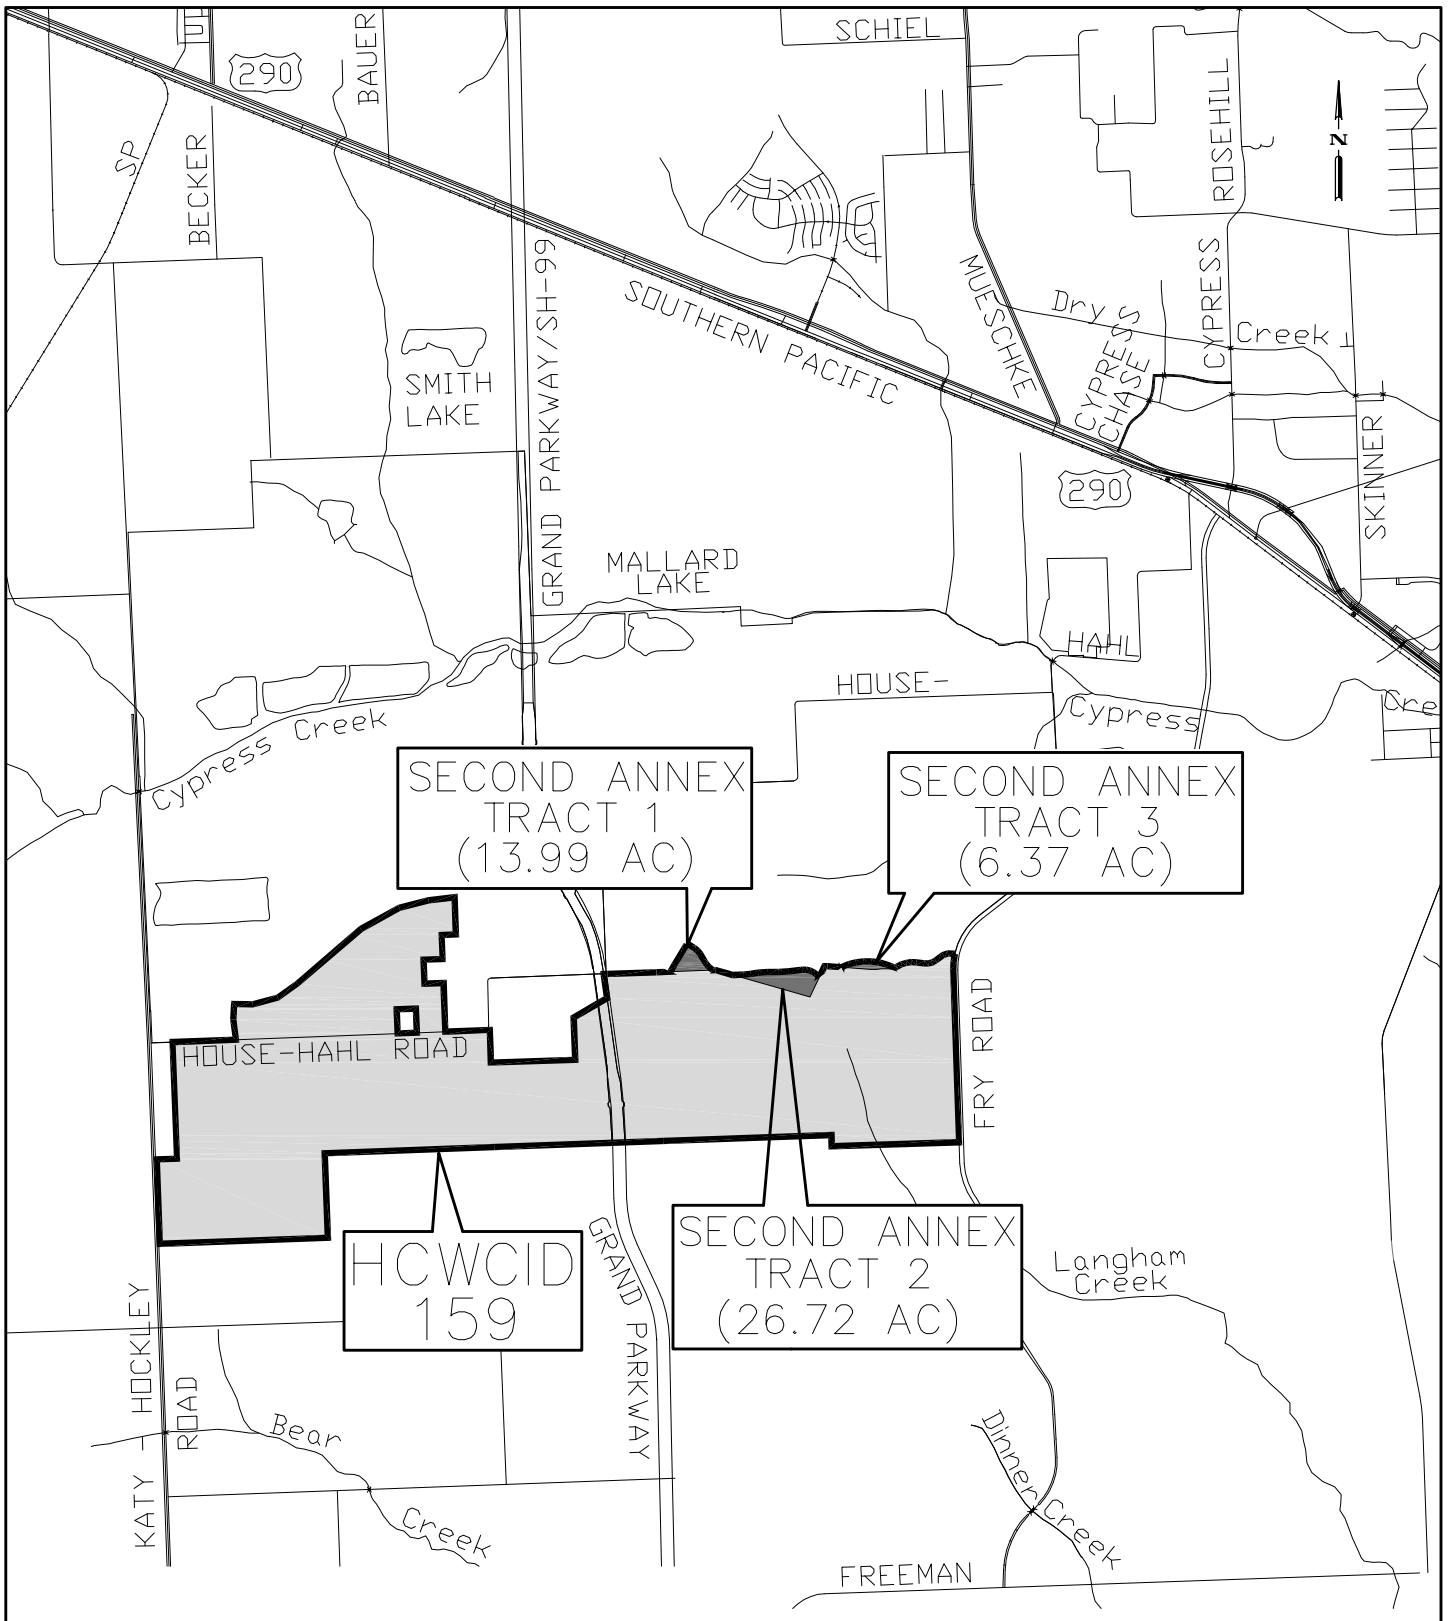 SCHIEL
290
BAUER
SP
BECKER
ROSEHILL
CYPRESS
N
GRAND PARKWAY/SH-99
SOUTHERN PACIFIC
MUESCHKE
Dry
Creek
CYPRESS
CHASE
SMITH
LAKE
290
SKINNER
MALLARD
LAKE
HAHL
HOUSE-
Cypress
Cre
Cypress Creek
SECOND ANNEX
TRACT 1
(13.99 AC)
SECOND ANNEX
TRACT 3
(6.37 AC)
HOUSE-HAHL ROAD
FRY ROAD
HCWCID
159
SECOND ANNEX
TRACT 2
(26.72 AC)
GRAND PARKWAY
Langham
Creek
KATY - HOCKLEY
ROAD
Bear
Creek
Dinner Creek
FREEMAN